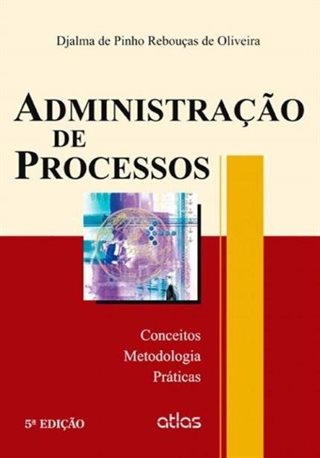 Djalma de Pinho Rebouças de Oliveira
ADMINISTRAÇÃO
DE
PROCESSOS
Conceitos
Metodologia
Práticas
5ª EDIÇÃO
atlas